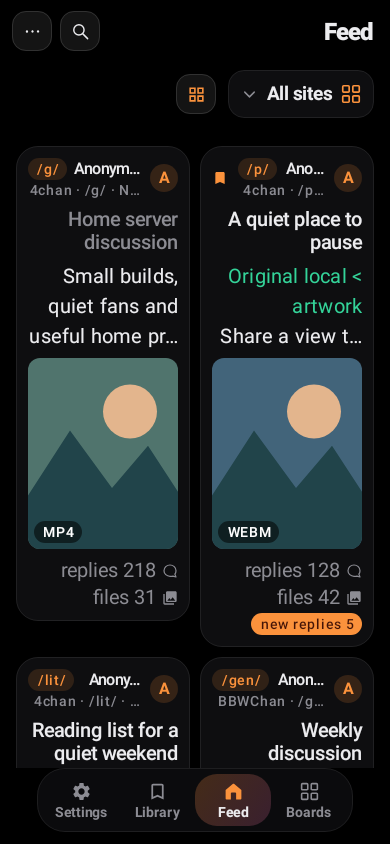 Feed
All sites
/g/ Anonym… A
4chan · /g/ · N…
Home server
discussion
Small builds,
quiet fans and
useful home pr…
MP4
replies 218
files 31
/p/ Ano… A
4chan · /p…
A quiet place to
pause
Original local <
artwork
Share a view t…
WEBM
replies 128
files 42
new replies 5
/lit/ Anony… A
4chan · /lit/ · …
Reading list for a
quiet weekend
/gen/ Anon… A
BBWChan · /g…
Weekly
discussion
Settings
Library
Feed
Boards